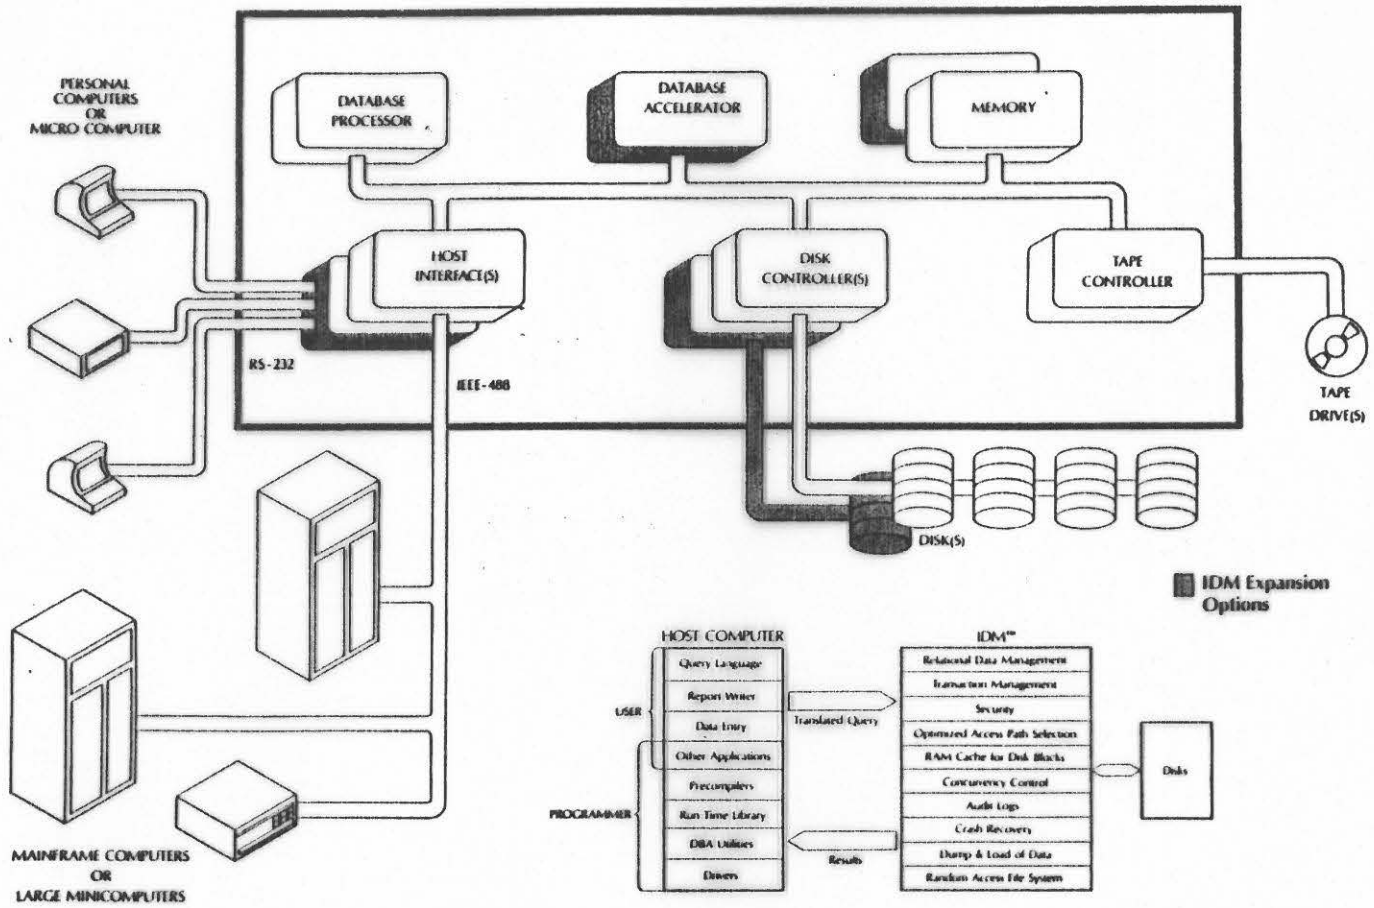 PERSONAL
COMPUTERS
OR
MICRO COMPUTER
DATABASE
PROCESSOR
DATABASE
ACCELERATOR
MEMORY
HOST
INTERFACE(S)
DISK
CONTROLLER(S)
TAPE
CONTROLLER
RS-232
IEEE-488
TAPE
DRIVE(S)
DISK(S)
IDM Expansion
Options
MAINFRAME COMPUTERS
OR
LARGE MINICOMPUTERS
HOST COMPUTER
Query Language
Report Writer
Data Entry
Other Applications
Precompilers
Run Time Library
DBA Utilities
Drivers
USER
PROGRAMMER
Translated Query
Results
IDM™
Relational Data Management
Transaction Management
Security
Optimized Access Path Selection
RAM Cache for Disk Blocks
Concurrency Control
Audit Logs
Crash Recovery
Dump & Load of Data
Random Access File System
Disks